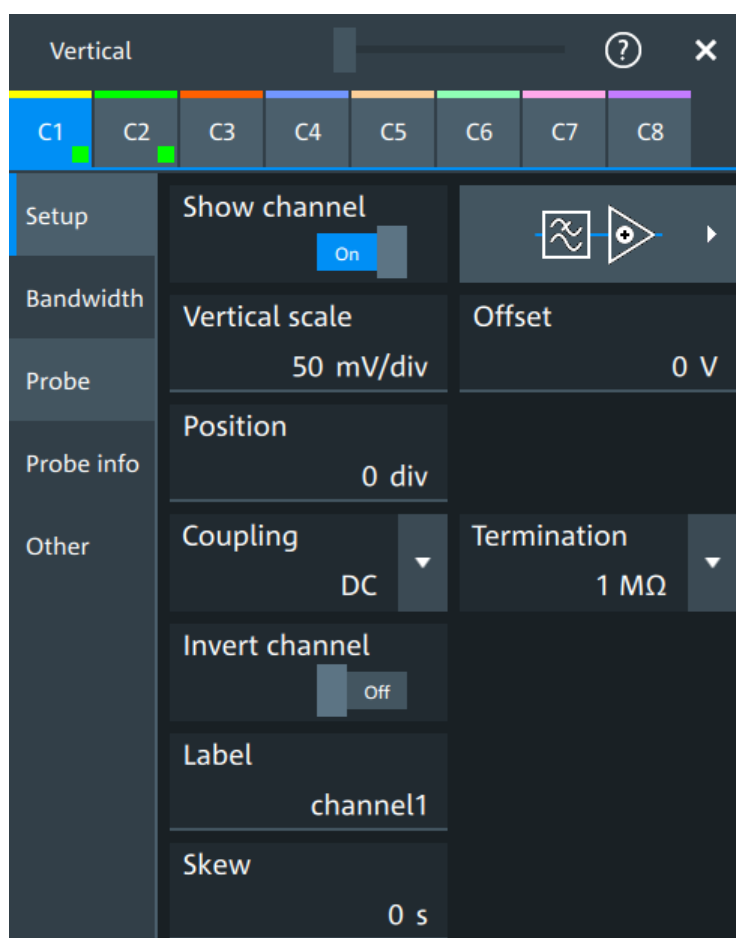 Vertical
?
C1 C2 C3 C4 C5 C6 C7 C8
Setup
Bandwidth
Probe
Probe info
Other
Show channel
On
Vertical scale
50 mV/div
Offset
0 V
Position
0 div
Coupling
DC
Termination
1 MΩ
Invert channel
Off
Label
channel1
Skew
0 s